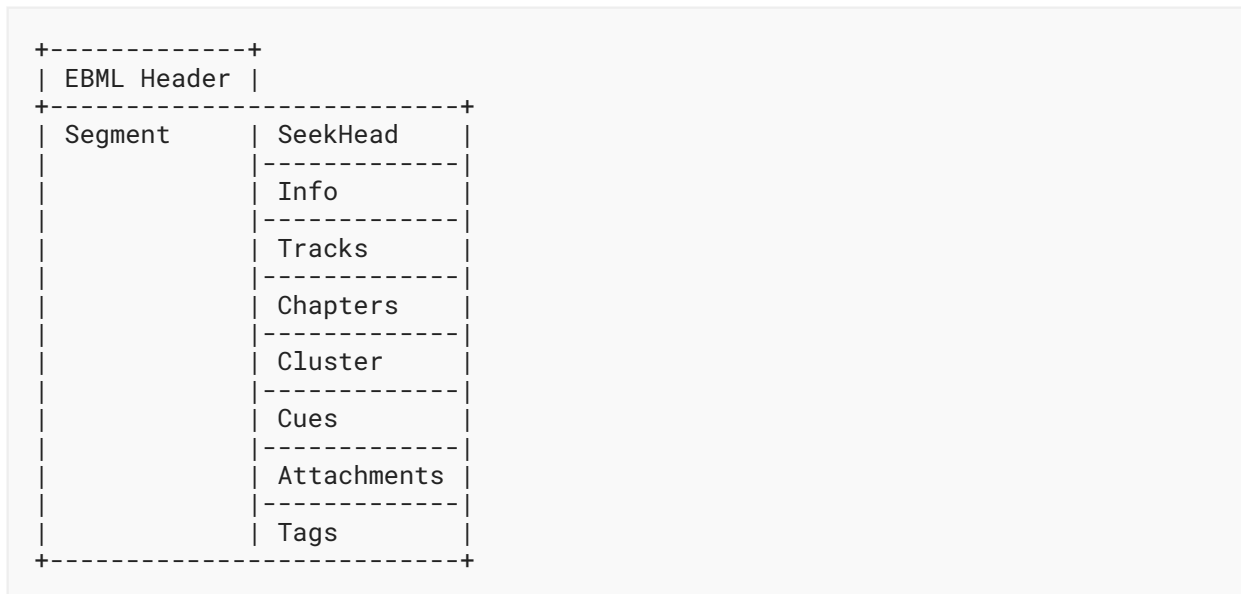 +-------------+
| EBML Header |
+---------------------------+
| Segment     | SeekHead    |
|             |-------------|
|             | Info        |
|             |-------------|
|             | Tracks      |
|             |-------------|
|             | Chapters    |
|             |-------------|
|             | Cluster     |
|             |-------------|
|             | Cues        |
|             |-------------|
|             | Attachments |
|             |-------------|
|             | Tags        |
+---------------------------+